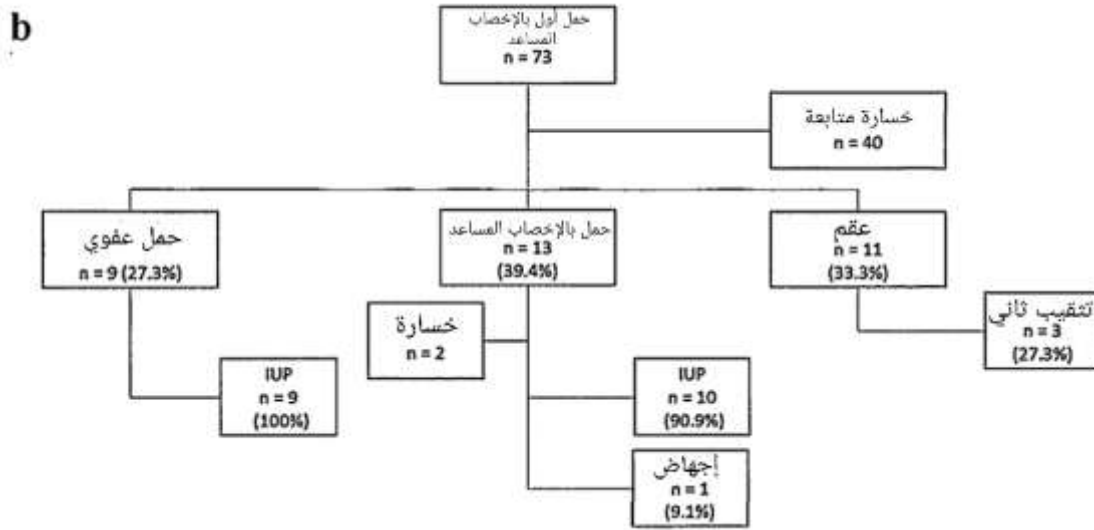 b
حمل أول بالإخصاب
المساعد
n = 73
خسارة متابعة
n = 40
حمل عفوي
n = 9 (27.3%)
حمل بالإخصاب المساعد
n = 13
(39.4%)
عقم
n = 11
(33.3%)
خسارة
n = 2
تثقيب ثاني
n = 3
(27.3%)
IUP
n = 9
(100%)
IUP
n = 10
(90.9%)
إجهاض
n = 1
(9.1%)